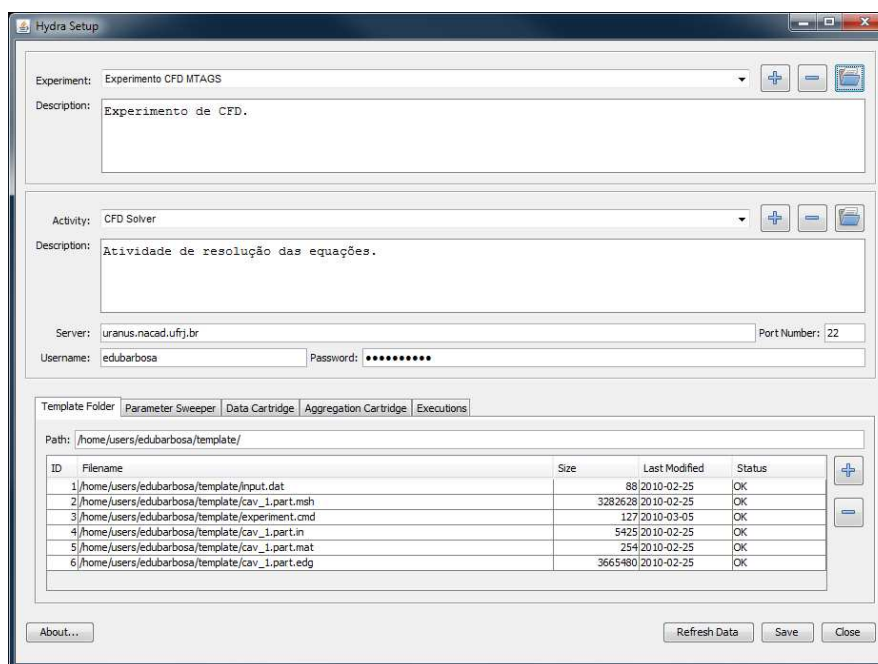 Hydra Setup
Experiment: Experimento CFD MTAGS
Description: Experimento de CFD.
Activity: CFD Solver
Description: Atividade de resolução das equações.
Server: uranus.nacad.ufrj.br Port Number: 22
Username: edubarbosa Password: ●●●●●●●●●●
Template Folder Parameter Sweeper Data Cartridge Aggregation Cartridge Executions
Path: /home/users/edubarbosa/template/
ID Filename Size Last Modified Status
1 /home/users/edubarbosa/template/input.dat 88 2010-02-25 OK
2 /home/users/edubarbosa/template/cav_1.part.msh 3282628 2010-02-25 OK
3 /home/users/edubarbosa/template/experiment.cmd 127 2010-03-05 OK
4 /home/users/edubarbosa/template/cav_1.part.in 5425 2010-02-25 OK
5 /home/users/edubarbosa/template/cav_1.part.mat 254 2010-02-25 OK
6 /home/users/edubarbosa/template/cav_1.part.edg 3665480 2010-02-25 OK
About... Refresh Data Save Close